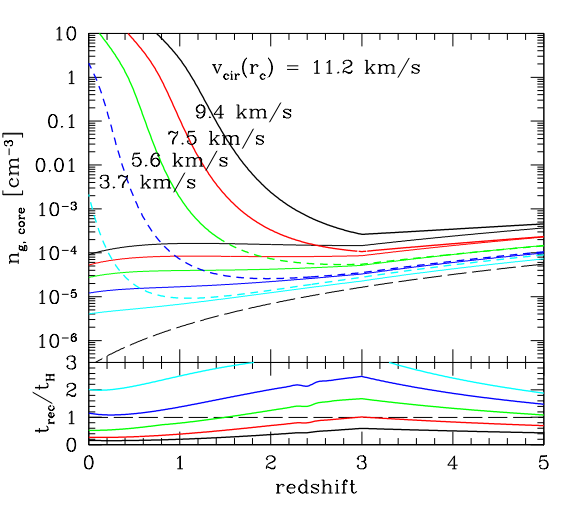 10
1
0.1
0.01
10⁻³
10⁻⁴
10⁻⁵
10⁻⁶
n_g, core [cm⁻³]
v_cir(r_c) = 11.2 km/s
9.4 km/s
7.5 km/s
5.6 km/s
3.7 km/s
3
2
1
0
t_rec/t_H
0 1 2 3 4 5
redshift